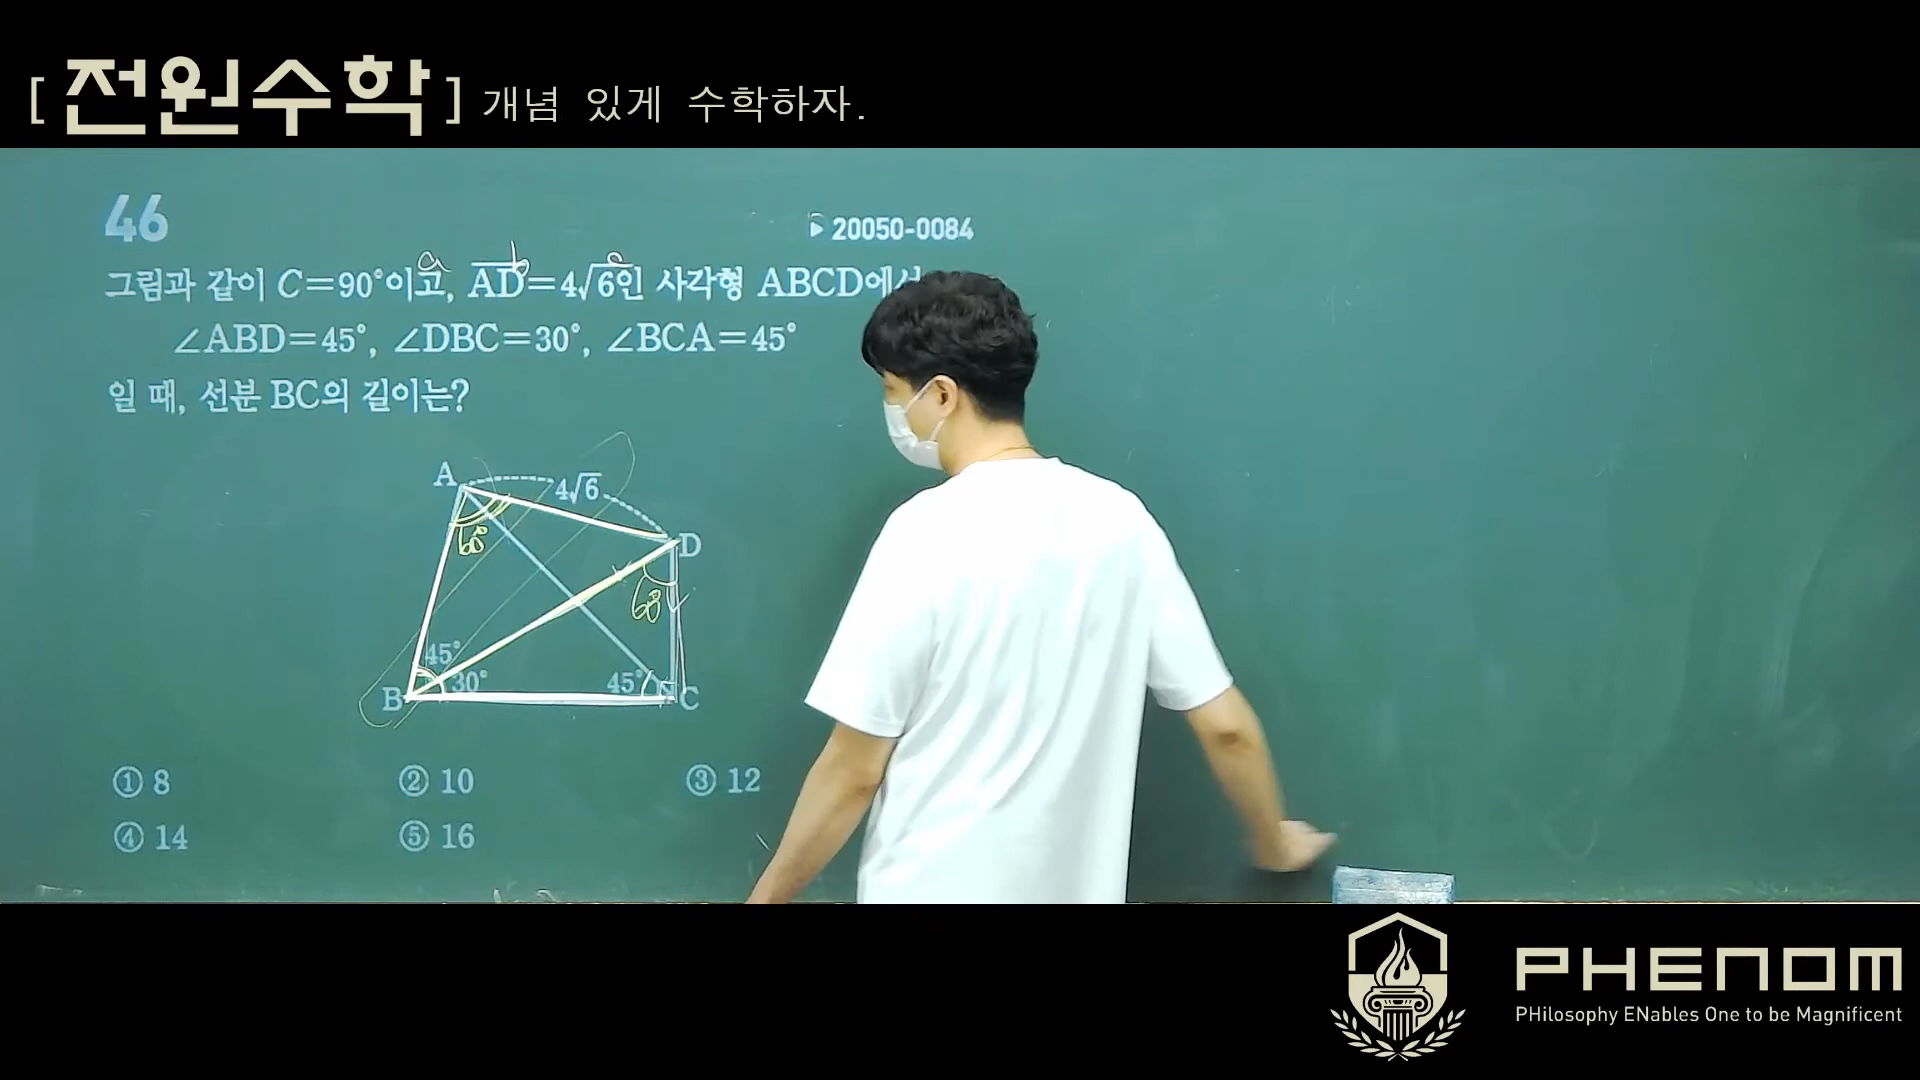 [전원수학] 개념 있게 수학하자.
46
▶ 20050-0084
a b a
그림과 같이 C=90°이고, AD=4√6인 사각형 ABCD에서
∠ABD=45°, ∠DBC=30°, ∠BCA=45°
일 때, 선분 BC의 길이는?
A
4√6
60°
D
60°
45°
30°
45°
B
C
① 8
② 10
③ 12
④ 14
⑤ 16
PHENOM
PHilosophy ENables One to be Magnificent